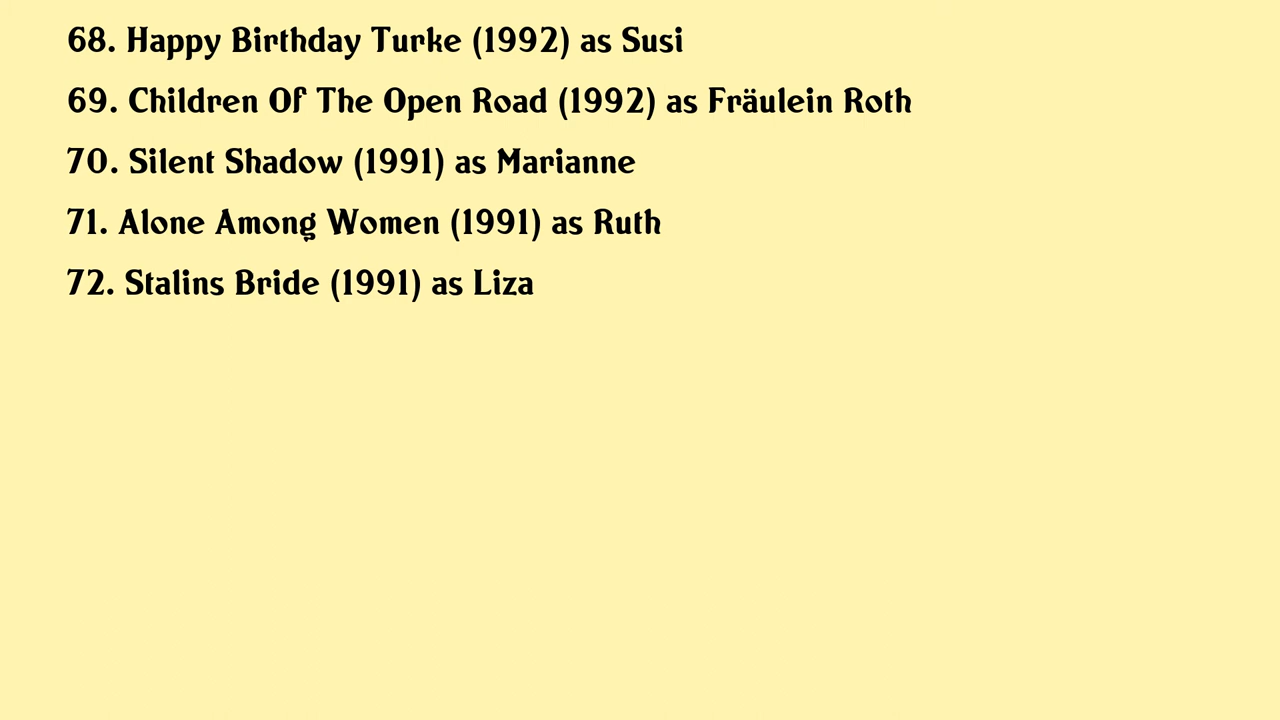 68. Happy Birthday Turke (1992) as Susi
69. Children Of The Open Road (1992) as Fräulein Roth
70. Silent Shadow (1991) as Marianne
71. Alone Among Women (1991) as Ruth
72. Stalins Bride (1991) as Liza